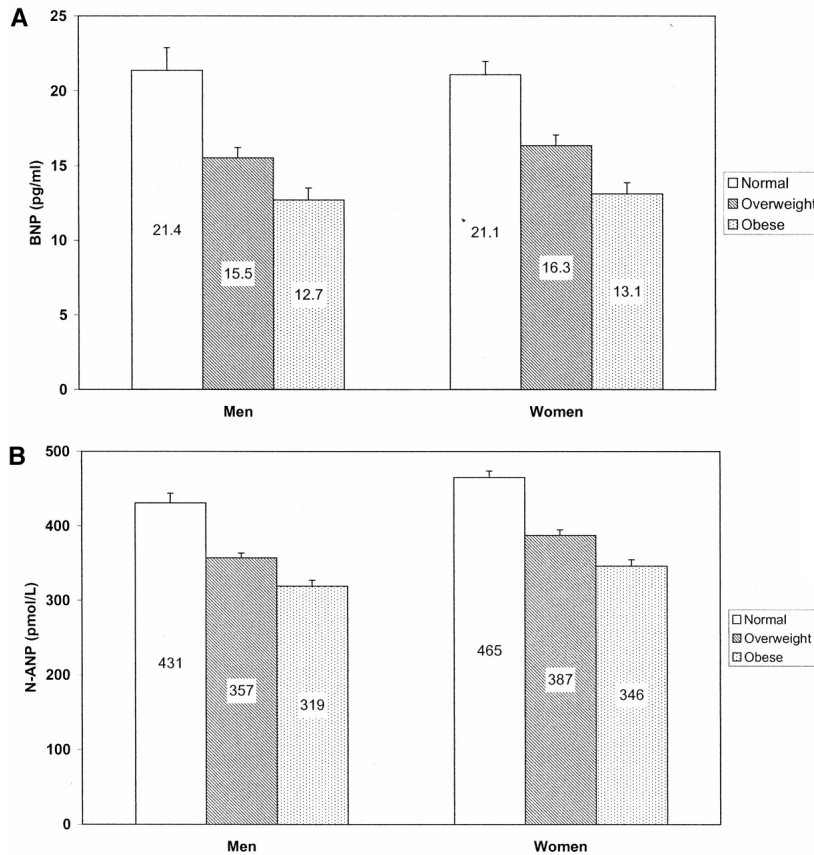 A
25
20
15
10
5
0
BNP (pg/ml)
21.4
15.5
12.7
21.1
16.3
13.1
Men
Women
Normal
Overweight
Obese
B
500
400
300
200
100
0
N-ANP (pmol/L)
431
357
319
465
387
346
Men
Women
Normal
Overweight
Obese